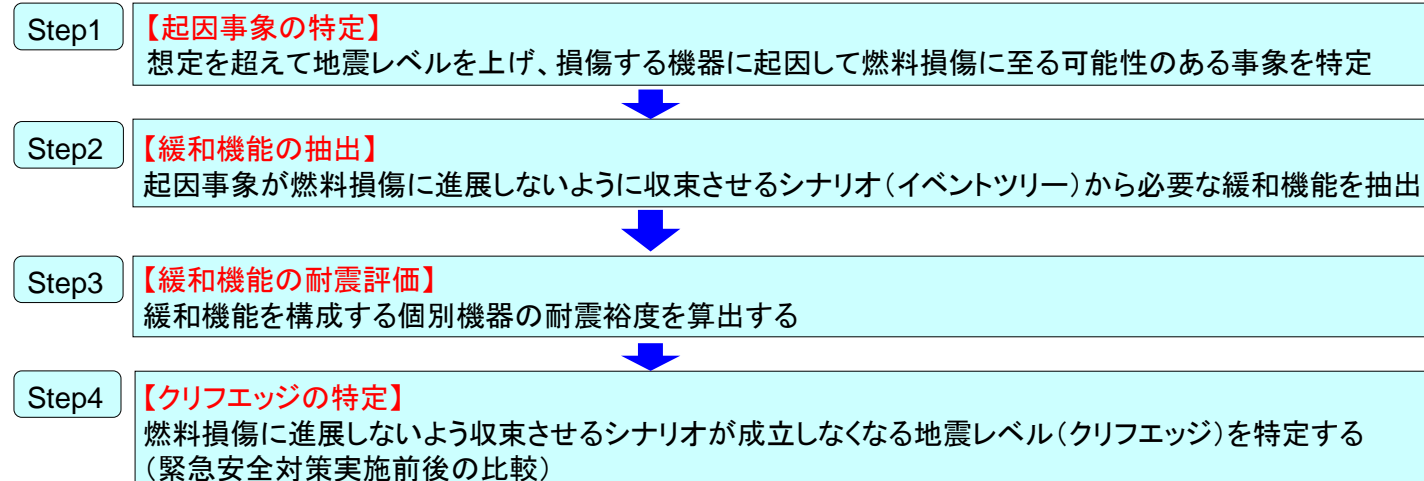 Step1
【起因事象の特定】
想定を超えて地震レベルを上げ、損傷する機器に起因して燃料損傷に至る可能性のある事象を特定
Step2
【緩和機能の抽出】
起因事象が燃料損傷に進展しないように収束させるシナリオ(イベントツリー)から必要な緩和機能を抽出
Step3
【緩和機能の耐震評価】
緩和機能を構成する個別機器の耐震裕度を算出する
Step4
【クリフエッジの特定】
燃料損傷に進展しないよう収束させるシナリオが成立しなくなる地震レベル(クリフエッジ)を特定する
(緊急安全対策実施前後の比較)